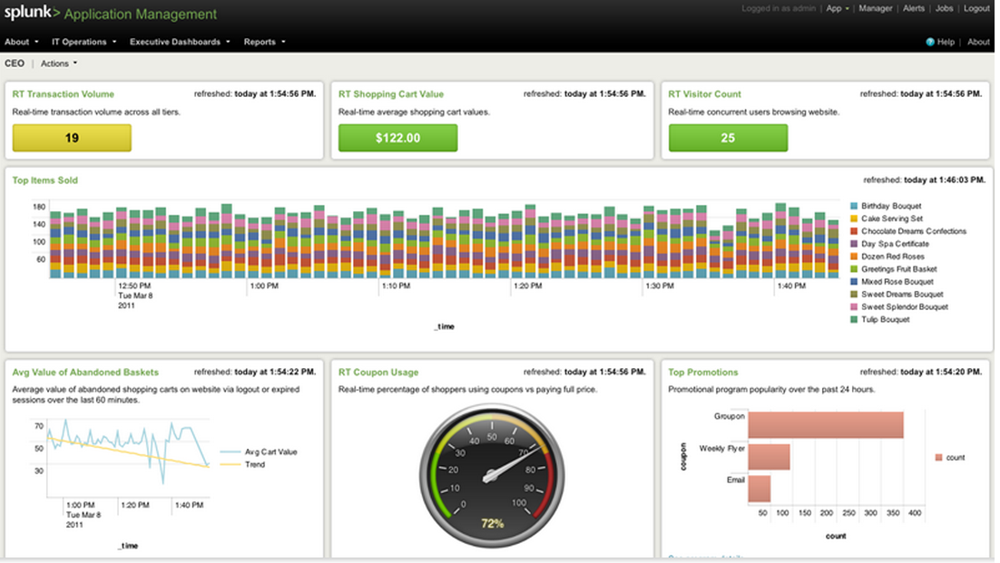 splunk> Application Management
Logged in as admin | App | Manager | Alerts | Jobs | Logout
About IT Operations Executive Dashboards Reports
Help | About
CEO | Actions
RT Transaction Volume refreshed: today at 1:54:56 PM.
Real-time transaction volume across all tiers.
19
RT Shopping Cart Value refreshed: today at 1:54:56 PM.
Real-time average shopping cart values.
$122.00
RT Visitor Count refreshed: today at 1:54:56 PM.
Real-time concurrent users browsing website.
25
Top Items Sold refreshed: today at 1:46:03 PM.
180
140
100
60
12:50 PM 1:00 PM 1:10 PM 1:20 PM 1:30 PM 1:40 PM
Tue Mar 8
2011
_time
Birthday Bouquet
Cake Serving Set
Chocolate Dreams Confections
Day Spa Certificate
Dozen Red Roses
Greetings Fruit Basket
Mixed Rose Bouquet
Sweet Dreams Bouquet
Sweet Splendor Bouquet
Tulip Bouquet
Avg Value of Abandoned Baskets refreshed: today at 1:54:22 PM.
Average value of abandoned shopping carts on website via logout or expired
sessions over the last 60 minutes.
70
50
30
1:00 PM 1:20 PM 1:40 PM
Tue Mar 8
2011
_time
Avg Cart Value
Trend
RT Coupon Usage refreshed: today at 1:54:56 PM.
Real-time percentage of shoppers using coupons vs paying full price.
0 10 20 30 40 50 60 70 80 90 100
72%
Top Promotions refreshed: today at 1:54:20 PM.
Promotional program popularity over the past 24 hours.
coupon
Groupon
Weekly Flyer
Email
50 100 150 200 250 300 350 400
count
count